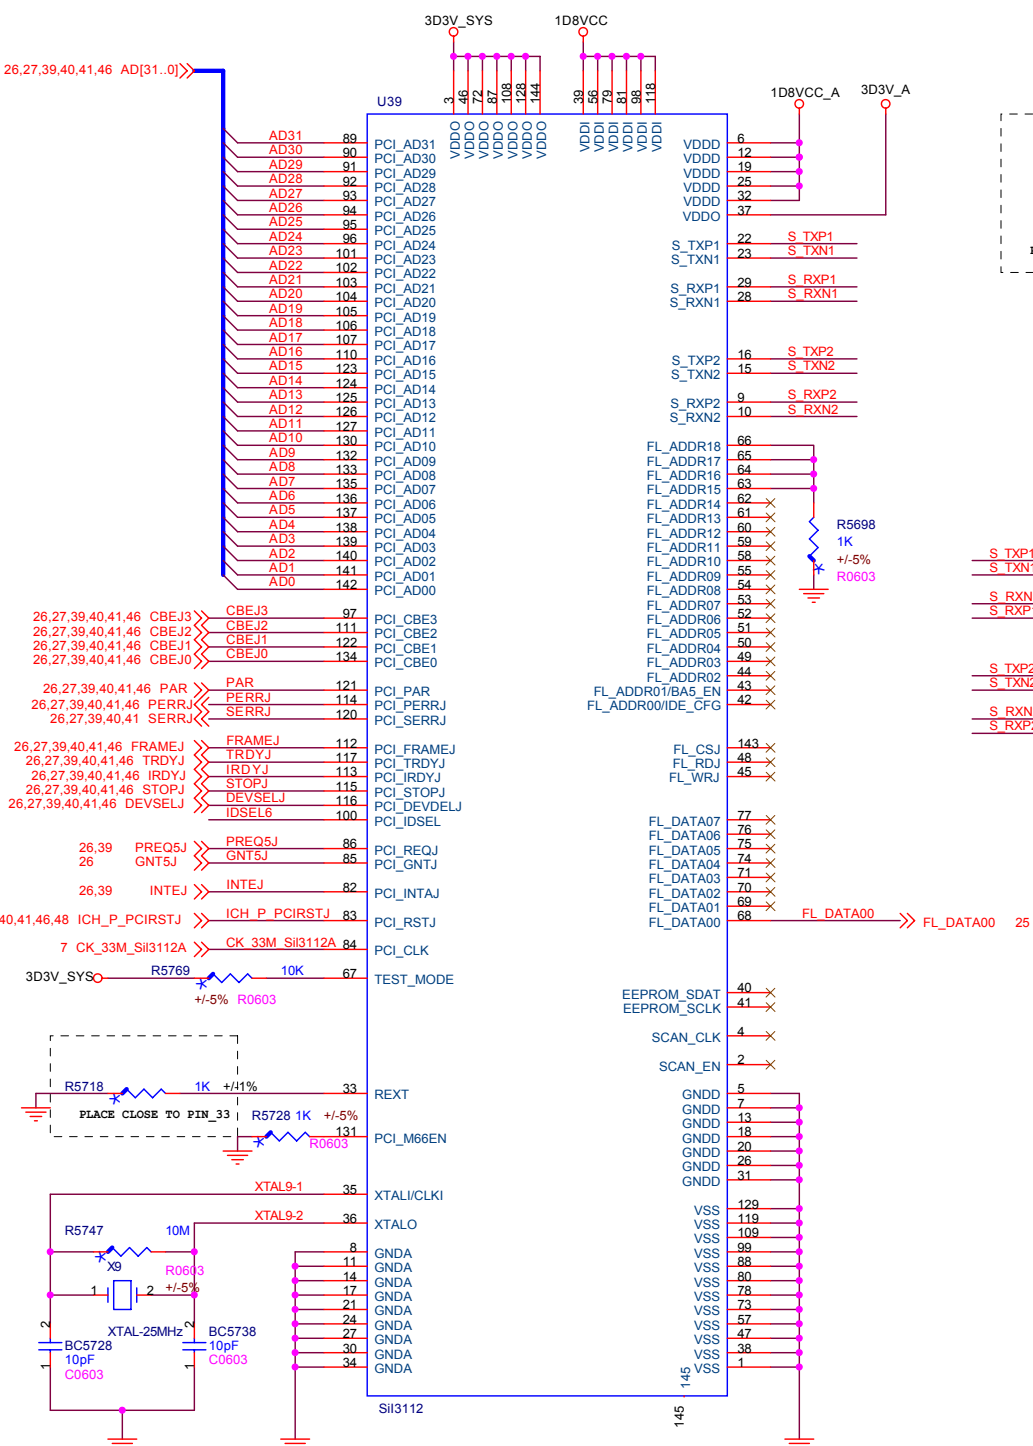 3D3V_SYS
1D8VCC
26,27,39,40,41,46 AD[31..0]
U39
1D8VCC_A
3D3V_A
3 VDDO
46 VDDO
72 VDDO
87 VDDO
108 VDDO
128 VDDO
144 VDDO
39 VDDI
56 VDDI
79 VDDI
81 VDDI
98 VDDI
118 VDDI
AD31 89 PCI_AD31
AD30 90 PCI_AD30
AD29 91 PCI_AD29
AD28 92 PCI_AD28
AD27 93 PCI_AD27
AD26 94 PCI_AD26
AD25 95 PCI_AD25
AD24 96 PCI_AD24
AD23 101 PCI_AD23
AD22 102 PCI_AD22
AD21 103 PCI_AD21
AD20 104 PCI_AD20
AD19 105 PCI_AD19
AD18 106 PCI_AD18
AD17 107 PCI_AD17
AD16 110 PCI_AD16
AD15 123 PCI_AD15
AD14 124 PCI_AD14
AD13 125 PCI_AD13
AD12 126 PCI_AD12
AD11 127 PCI_AD11
AD10 130 PCI_AD10
AD9 132 PCI_AD09
AD8 133 PCI_AD08
AD7 135 PCI_AD07
AD6 136 PCI_AD06
AD5 137 PCI_AD05
AD4 138 PCI_AD04
AD3 139 PCI_AD03
AD2 140 PCI_AD02
AD1 141 PCI_AD01
AD0 142 PCI_AD00
26,27,39,40,41,46 CBEJ3 CBEJ3 97 PCI_CBE3
26,27,39,40,41,46 CBEJ2 CBEJ2 111 PCI_CBE2
26,27,39,40,41,46 CBEJ1 CBEJ1 122 PCI_CBE1
26,27,39,40,41,46 CBEJ0 CBEJ0 134 PCI_CBE0
26,27,39,40,41,46 PAR PAR 121 PCI_PAR
26,27,39,40,41,46 PERRJ PERRJ 114 PCI_PERRJ
26,27,39,40,41 SERRJ SERRJ 120 PCI_SERRJ
26,27,39,40,41,46 FRAMEJ FRAMEJ 112 PCI_FRAMEJ
26,27,39,40,41,46 TRDYJ TRDYJ 117 PCI_TRDYJ
26,27,39,40,41,46 IRDYJ IRDYJ 113 PCI_IRDYJ
26,27,39,40,41,46 STOPJ STOPJ 115 PCI_STOPJ
26,27,39,40,41,46 DEVSELJ DEVSELJ 116 PCI_DEVDELJ
IDSEL6 100 PCI_IDSEL
26,39 PREQ5J PREQ5J 86 PCI_REQJ
26 GNT5J GNT5J 85 PCI_GNTJ
26,39 INTEJ INTEJ 82 PCI_INTAJ
40,41,46,48 ICH_P_PCIRSTJ ICH_P_PCIRSTJ 83 PCI_RSTJ
7 CK_33M_SiI3112A CK_33M_SiI3112A 84 PCI_CLK
3D3V_SYS R5769 10K 67 TEST_MODE
+/-5% R0603
R5718 1K +/-1% 33 REXT
PLACE CLOSE TO PIN_33
R5728 1K +/-5% 131 PCI_M66EN
R0603
XTAL9-1 35 XTALI/CLKI
XTAL9-2 36 XTALO
R5747 10M
R0603
+/-5%
X9
1 2
XTAL-25MHz
2 BC5728 1
10pF
C0603
2 BC5738 1
10pF
C0603
8 GNDA
11 GNDA
14 GNDA
17 GNDA
21 GNDA
24 GNDA
27 GNDA
30 GNDA
34 GNDA
SiI3112
VDDD 6
VDDD 12
VDDD 19
VDDD 25
VDDD 32
VDDO 37
S_TXP1 22 S_TXP1
S_TXN1 23 S_TXN1
S_RXP1 29 S_RXP1
S_RXN1 28 S_RXN1
S_TXP2 16 S_TXP2
S_TXN2 15 S_TXN2
S_RXP2 9 S_RXP2
S_RXN2 10 S_RXN2
FL_ADDR18 66
FL_ADDR17 65
FL_ADDR16 64
FL_ADDR15 63
FL_ADDR14 62
FL_ADDR13 61
FL_ADDR12 60
FL_ADDR11 59
FL_ADDR10 58
FL_ADDR09 55
FL_ADDR08 54
FL_ADDR07 53
FL_ADDR06 52
FL_ADDR05 51
FL_ADDR04 50
FL_ADDR03 49
FL_ADDR02 44
FL_ADDR01/BA5_EN 43
FL_ADDR00/IDE_CFG 42
R5698
1K
+/-5%
R0603
FL_CSJ 143
FL_RDJ 48
FL_WRJ 45
FL_DATA07 77
FL_DATA06 76
FL_DATA05 75
FL_DATA04 74
FL_DATA03 71
FL_DATA02 70
FL_DATA01 69
FL_DATA00 68 FL_DATA00 FL_DATA00 25
EEPROM_SDAT 40
EEPROM_SCLK 41
SCAN_CLK 4
SCAN_EN 2
GNDD 5
GNDD 7
GNDD 13
GNDD 18
GNDD 20
GNDD 26
GNDD 31
VSS 129
VSS 119
VSS 109
VSS 99
VSS 88
VSS 80
VSS 78
VSS 73
VSS 57
VSS 47
VSS 38
VSS 1
145
145
S_TXP1
S_TXN1
S_RXN
S_RXP
S_TXP2
S_TXN2
S_RXN
S_RXP2